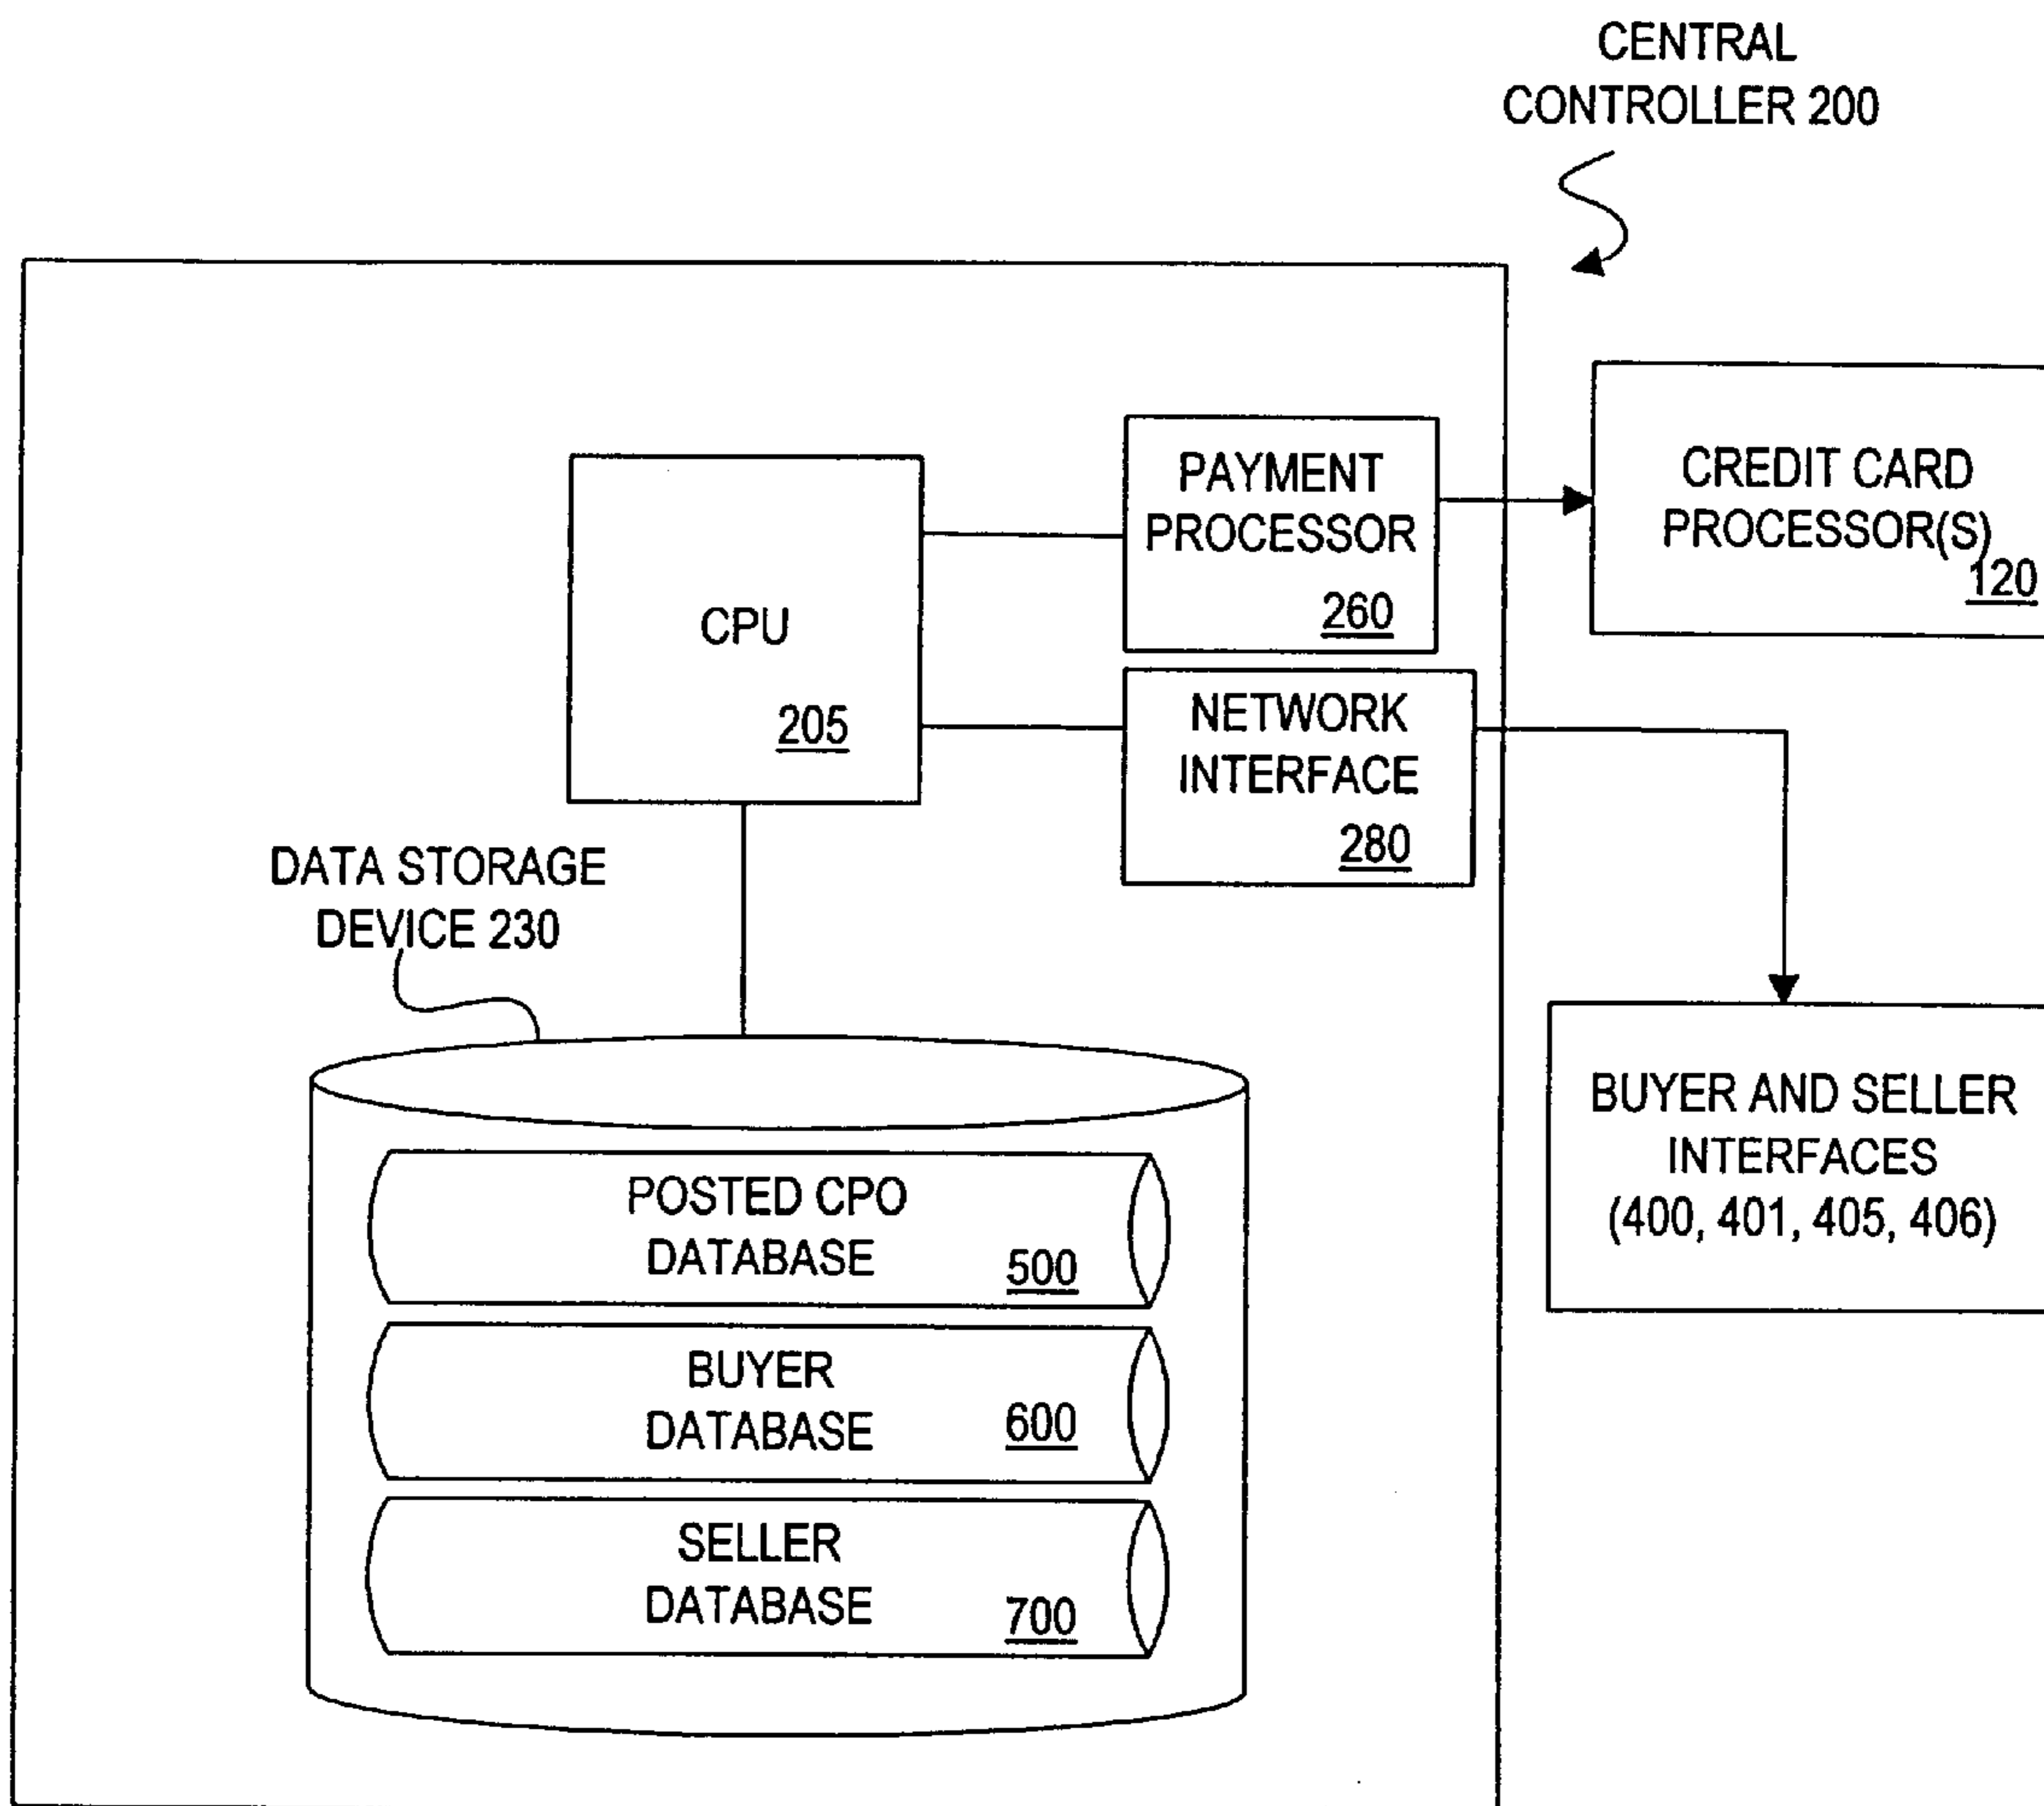 CENTRAL
CONTROLLER 200
PAYMENT
PROCESSOR
260
CREDIT CARD
PROCESSOR(S)
120
CPU
205
NETWORK
INTERFACE
280
DATA STORAGE
DEVICE 230
BUYER AND SELLER
INTERFACES
(400, 401, 405, 406)
POSTED CPO
DATABASE
500
BUYER
DATABASE
600
SELLER
DATABASE
700